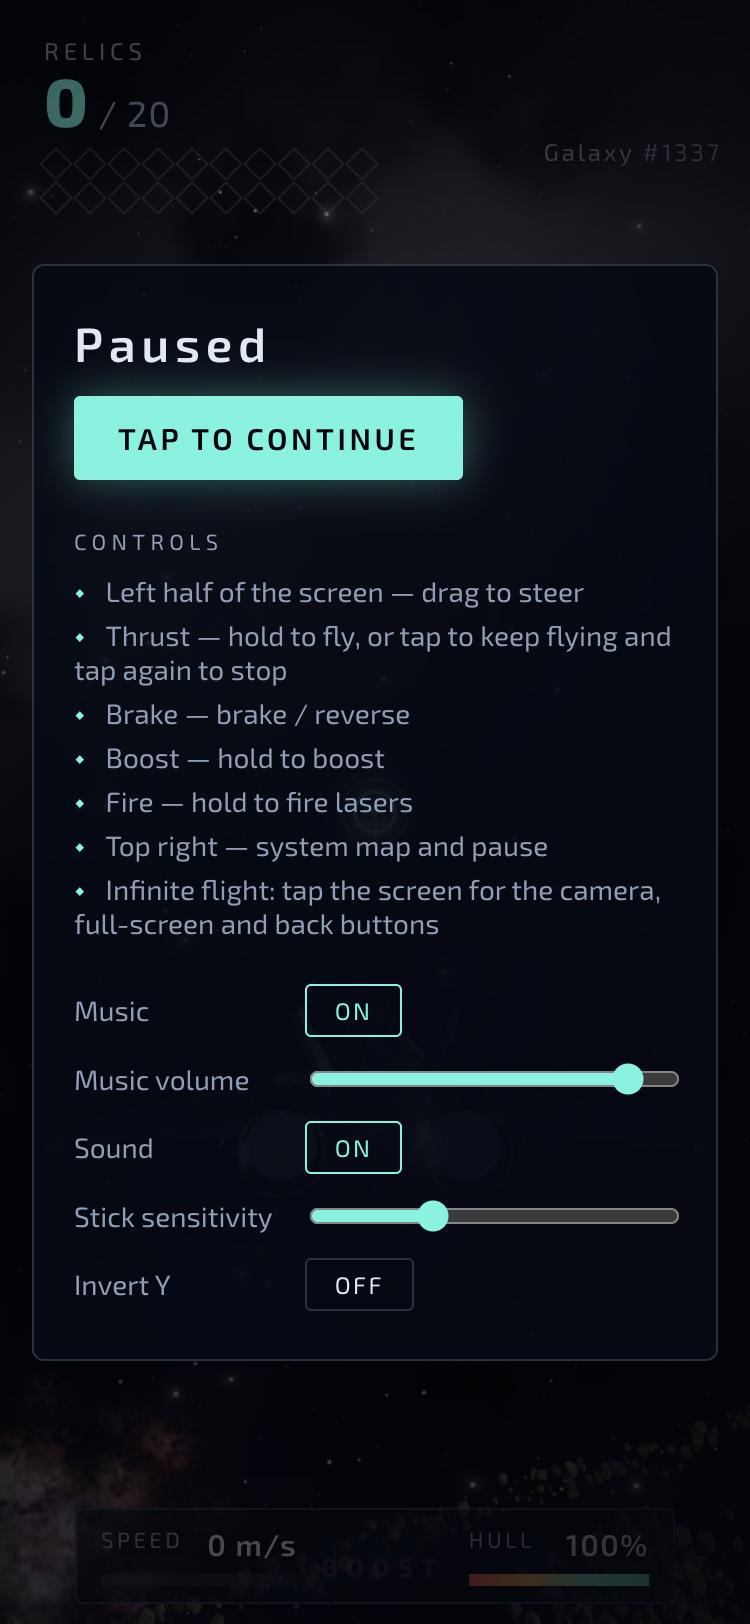 RELICS
0 / 20
Galaxy #1337
Paused
TAP TO CONTINUE
CONTROLS
Left half of the screen — drag to steer
Thrust — hold to fly, or tap to keep flying and
tap again to stop
Brake — brake / reverse
Boost — hold to boost
Fire — hold to fire lasers
Top right — system map and pause
Infinite flight: tap the screen for the camera,
full-screen and back buttons
Music ON
Music volume
Sound ON
Stick sensitivity
Invert Y OFF
SPEED 0 m/s
BOOST
HULL 100%